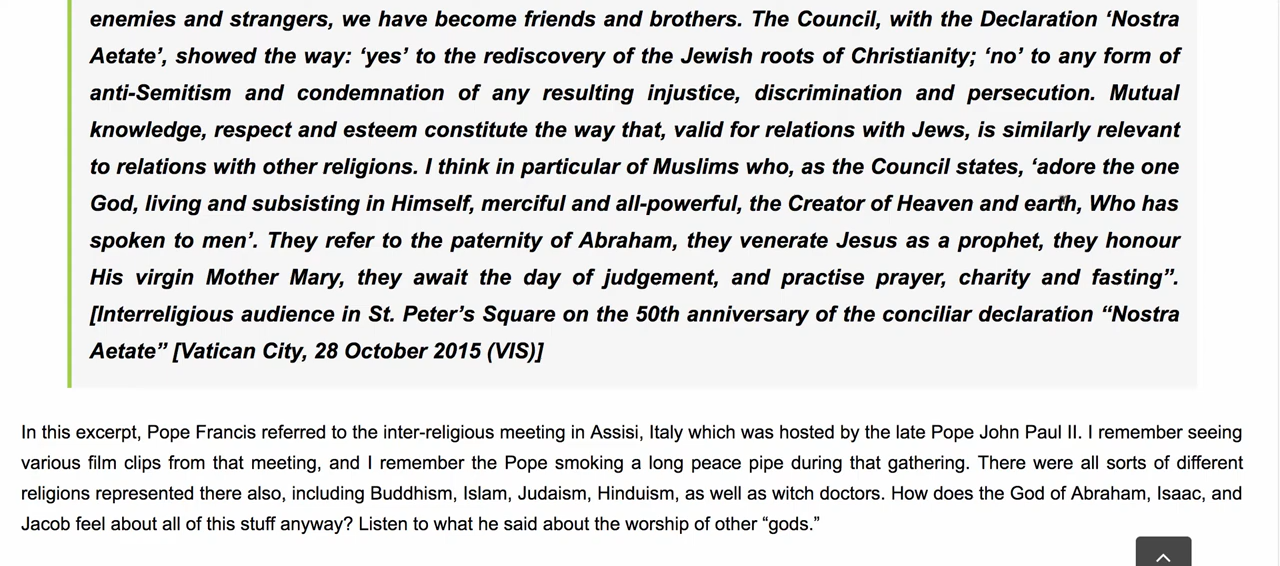 enemies and strangers, we have become friends and brothers. The Council, with the Declaration ‘Nostra
Aetate’, showed the way: ‘yes’ to the rediscovery of the Jewish roots of Christianity; ‘no’ to any form of
anti-Semitism and condemnation of any resulting injustice, discrimination and persecution. Mutual
knowledge, respect and esteem constitute the way that, valid for relations with Jews, is similarly relevant
to relations with other religions. I think in particular of Muslims who, as the Council states, ‘adore the one
God, living and subsisting in Himself, merciful and all-powerful, the Creator of Heaven and earth, Who has
spoken to men’. They refer to the paternity of Abraham, they venerate Jesus as a prophet, they honour
His virgin Mother Mary, they await the day of judgement, and practise prayer, charity and fasting”.
[Interreligious audience in St. Peter’s Square on the 50th anniversary of the conciliar declaration “Nostra
Aetate” [Vatican City, 28 October 2015 (VIS)]
In this excerpt, Pope Francis referred to the inter-religious meeting in Assisi, Italy which was hosted by the late Pope John Paul II. I remember seeing
various film clips from that meeting, and I remember the Pope smoking a long peace pipe during that gathering. There were all sorts of different
religions represented there also, including Buddhism, Islam, Judaism, Hinduism, as well as witch doctors. How does the God of Abraham, Isaac, and
Jacob feel about all of this stuff anyway? Listen to what he said about the worship of other “gods.”